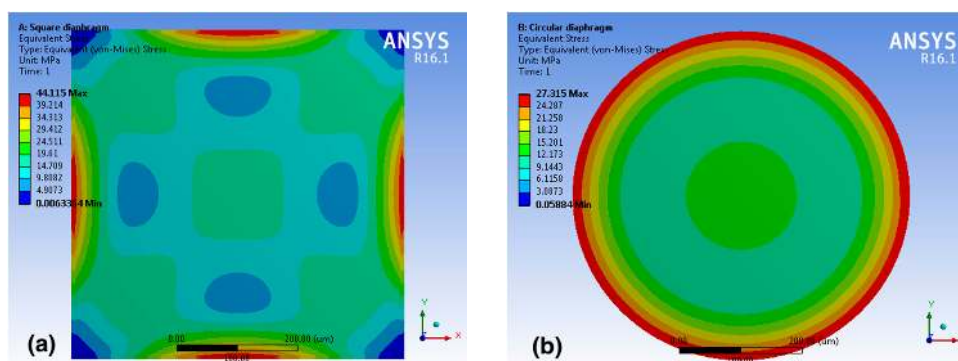 A: Square diaphragm
Equivalent Stress
Type: Equivalent (von-Mises) Stress
Unit: MPa
Time: 1
44.115 Max
39.214
34.313
29.412
24.511
19.61
14.709
9.8082
4.9073
Min
ANSYS
R16.1
0.00
200.00 (um)
100.00
Y
X
(a)
B: Circular diaphragm
Equivalent Stress
Type: Equivalent (von-Mises) Stress
Unit: MPa
Time: 1
27.315 Max
24.287
21.258
18.23
15.201
12.173
9.1443
6.1158
3.0873
0.05884 Min
ANSYS
R16.1
0.00
200.00 (um)
100.00
Y
X
(b)